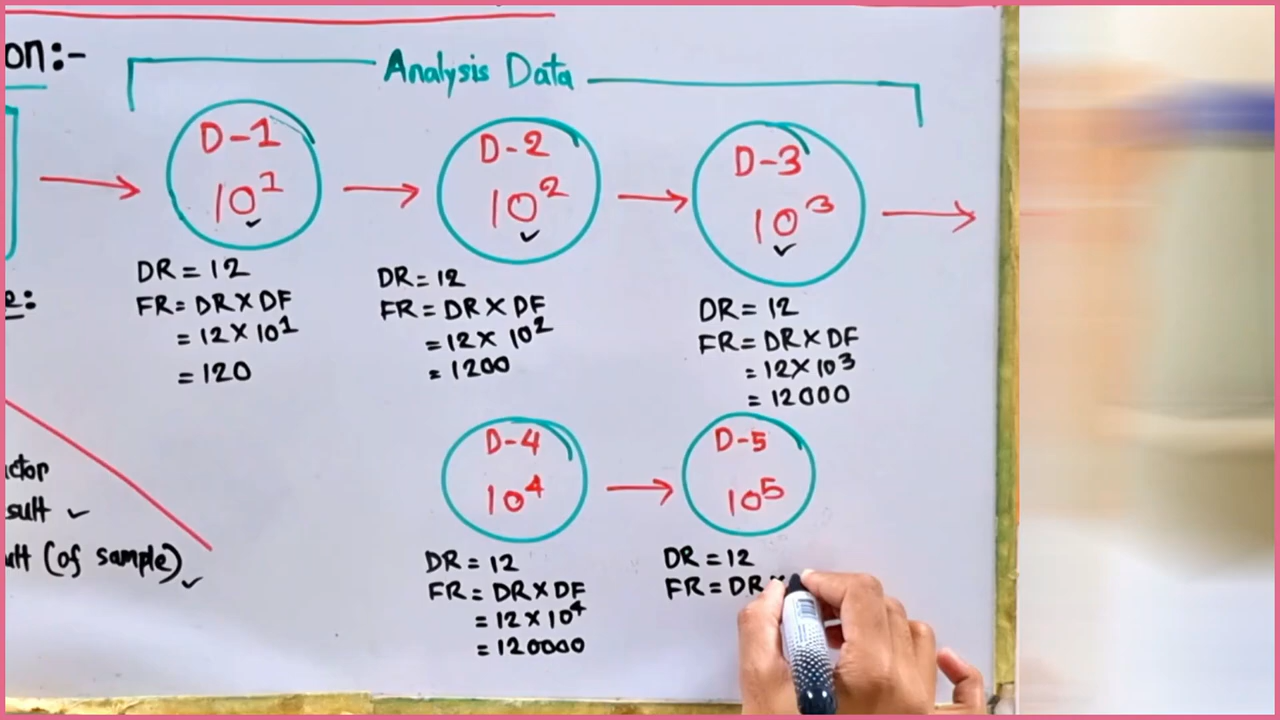 on:-
Analysis Data
D-1
10¹
DR = 12
FR = DR X DF
= 12 X 10¹
= 120
D-2
10²
DR = 12
FR = DR X DF
= 12 X 10²
= 1200
D-3
10³
DR = 12
FR = DR X DF
= 12 X 10³
= 12000
D-4
10⁴
DR = 12
FR = DR X DF
= 12 X 10⁴
= 120000
D-5
10⁵
DR = 12
FR = DR X
ctor
sult
ult (of sample)